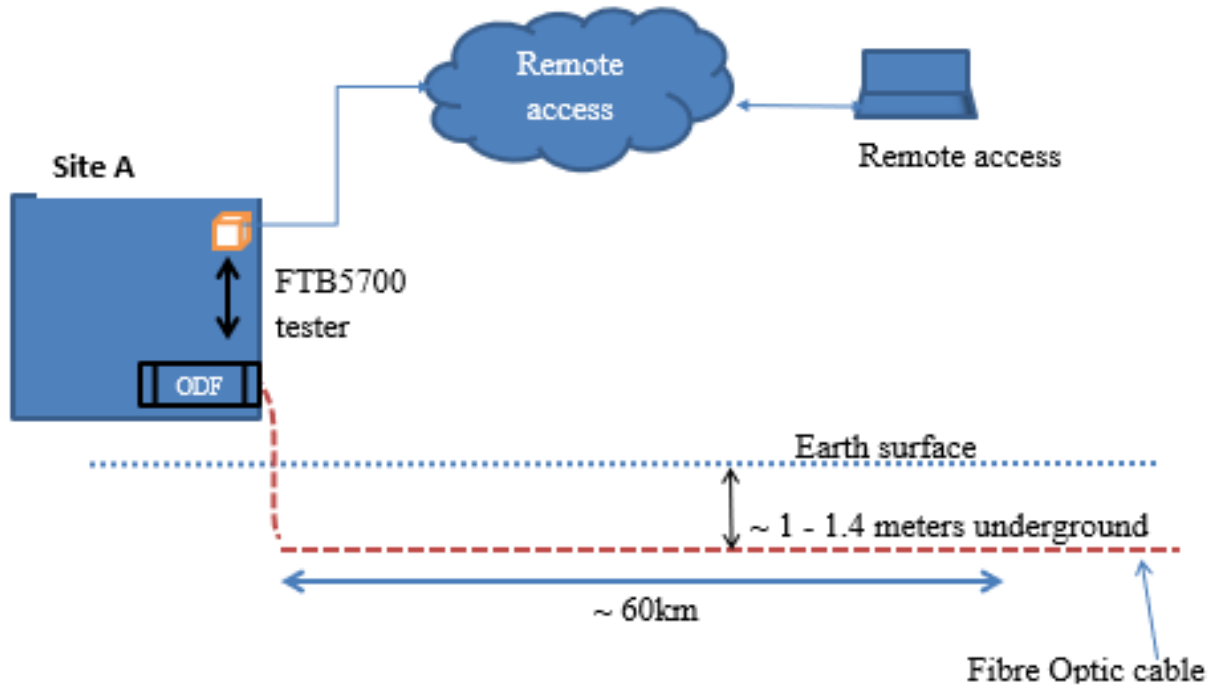 Remote
access
Remote access
Site A
FTB5700
tester
ODF
Earth surface
~ 1 - 1.4 meters underground
~ 60km
Fibre Optic cable